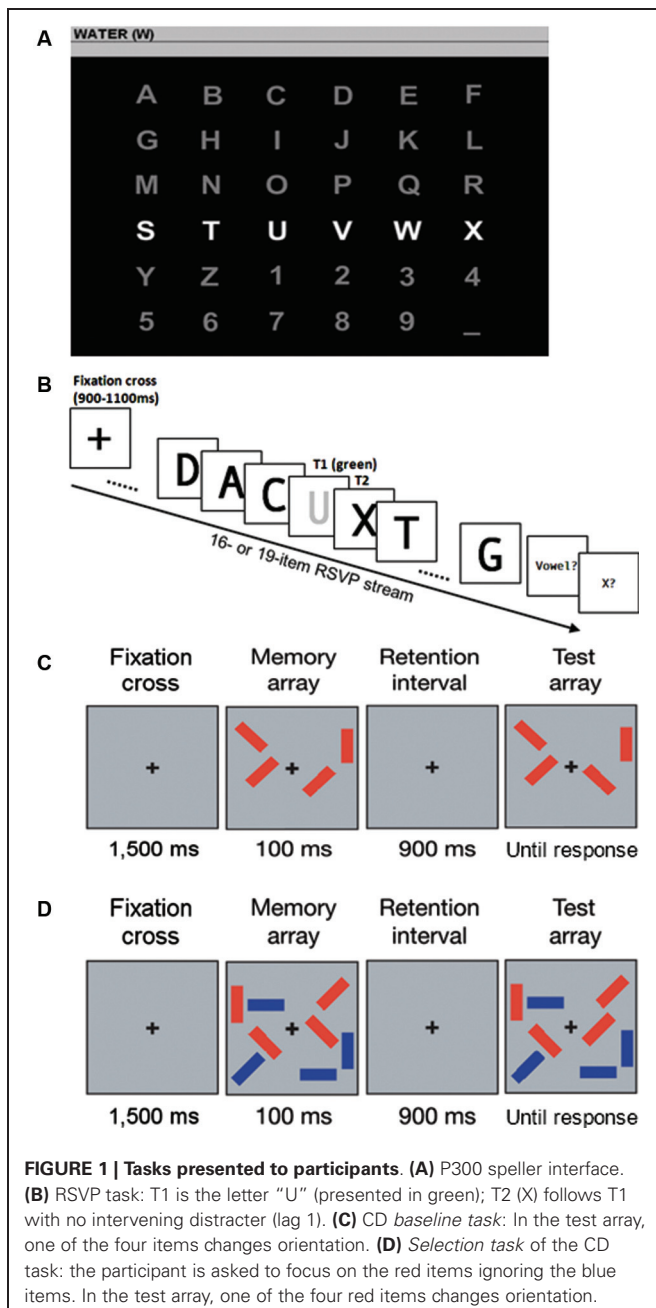 A
WATER (W)
A B C D E F
G H I J K L
M N O P Q R
S T U V W X
Y Z 1 2 3 4
5 6 7 8 9 _
B
Fixation cross
(900-1100ms)
+
D A C U X T G
T1 (green)
T2
16- or 19-item RSVP stream
Vowel?
X?
C
Fixation cross Memory array Retention interval Test array
1,500 ms 100 ms 900 ms Until response
D
Fixation cross Memory array Retention interval Test array
1,500 ms 100 ms 900 ms Until response
FIGURE 1 | Tasks presented to participants. (A) P300 speller interface.
(B) RSVP task: T1 is the letter “U” (presented in green); T2 (X) follows T1
with no intervening distracter (lag 1). (C) CD baseline task: In the test array,
one of the four items changes orientation. (D) Selection task of the CD
task: the participant is asked to focus on the red items ignoring the blue
items. In the test array, one of the four red items changes orientation.